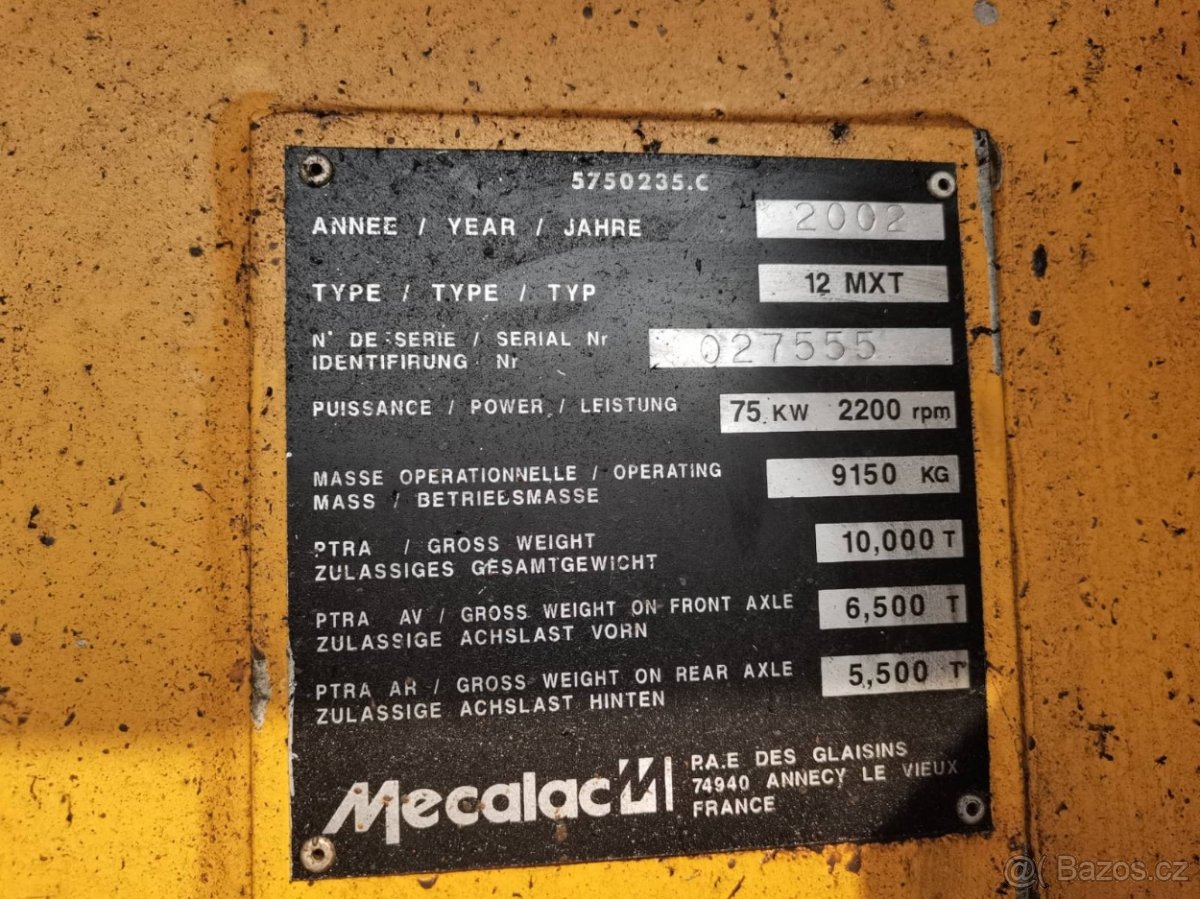 5750235.C
ANNEE / YEAR / JAHRE 2002
TYPE / TYPE / TYP 12 MXT
N° DE SERIE / SERIAL Nr 027555
IDENTIFIRUNG Nr
PUISSANCE / POWER / LEISTUNG 75 KW 2200 rpm
MASSE OPERATIONNELLE / OPERATING 9150 KG
MASS / BETRIEBSMASSE
PTRA / GROSS WEIGHT 10,000 T
ZULASSIGES GESAMTGEWICHT
PTRA AV / GROSS WEIGHT ON FRONT AXLE 6,500 T
ZULASSIGE ACHSLAST VORN
PTRA AR / GROSS WEIGHT ON REAR AXLE 5,500 T
ZULASSIGE ACHSLAST HINTEN
Mecalac
P.A.E DES GLAISINS
74940 ANNECY LE VIEUX
FRANCE
Bazos.cz